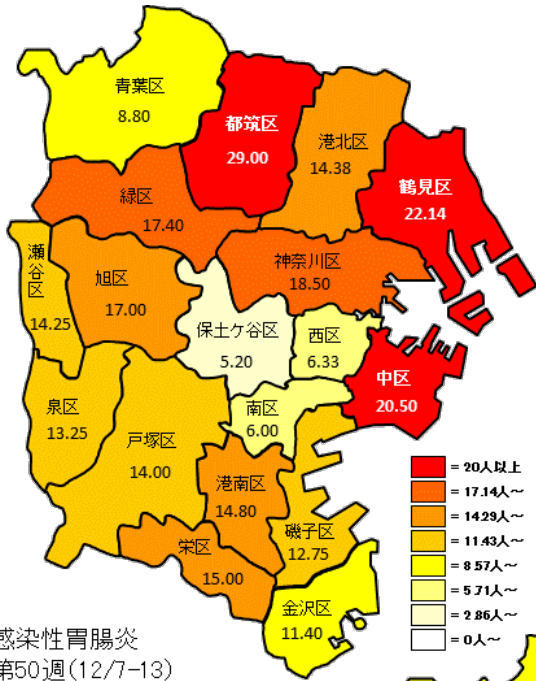 青葉区
8.80
都筑区
29.00
港北区
14.38
鶴見区
22.14
緑区
17.40
神奈川区
18.50
瀬谷区
14.25
旭区
17.00
保土ケ谷区
5.20
西区
6.33
中区
20.50
泉区
13.25
戸塚区
14.00
南区
6.00
港南区
14.80
磯子区
12.75
栄区
15.00
金沢区
11.40
= 20人以上
= 17.14人～
= 14.29人～
= 11.43人～
= 8.57人～
= 5.71人～
= 2.86人～
= 0人～
感染性胃腸炎
第50週(12/7-13)